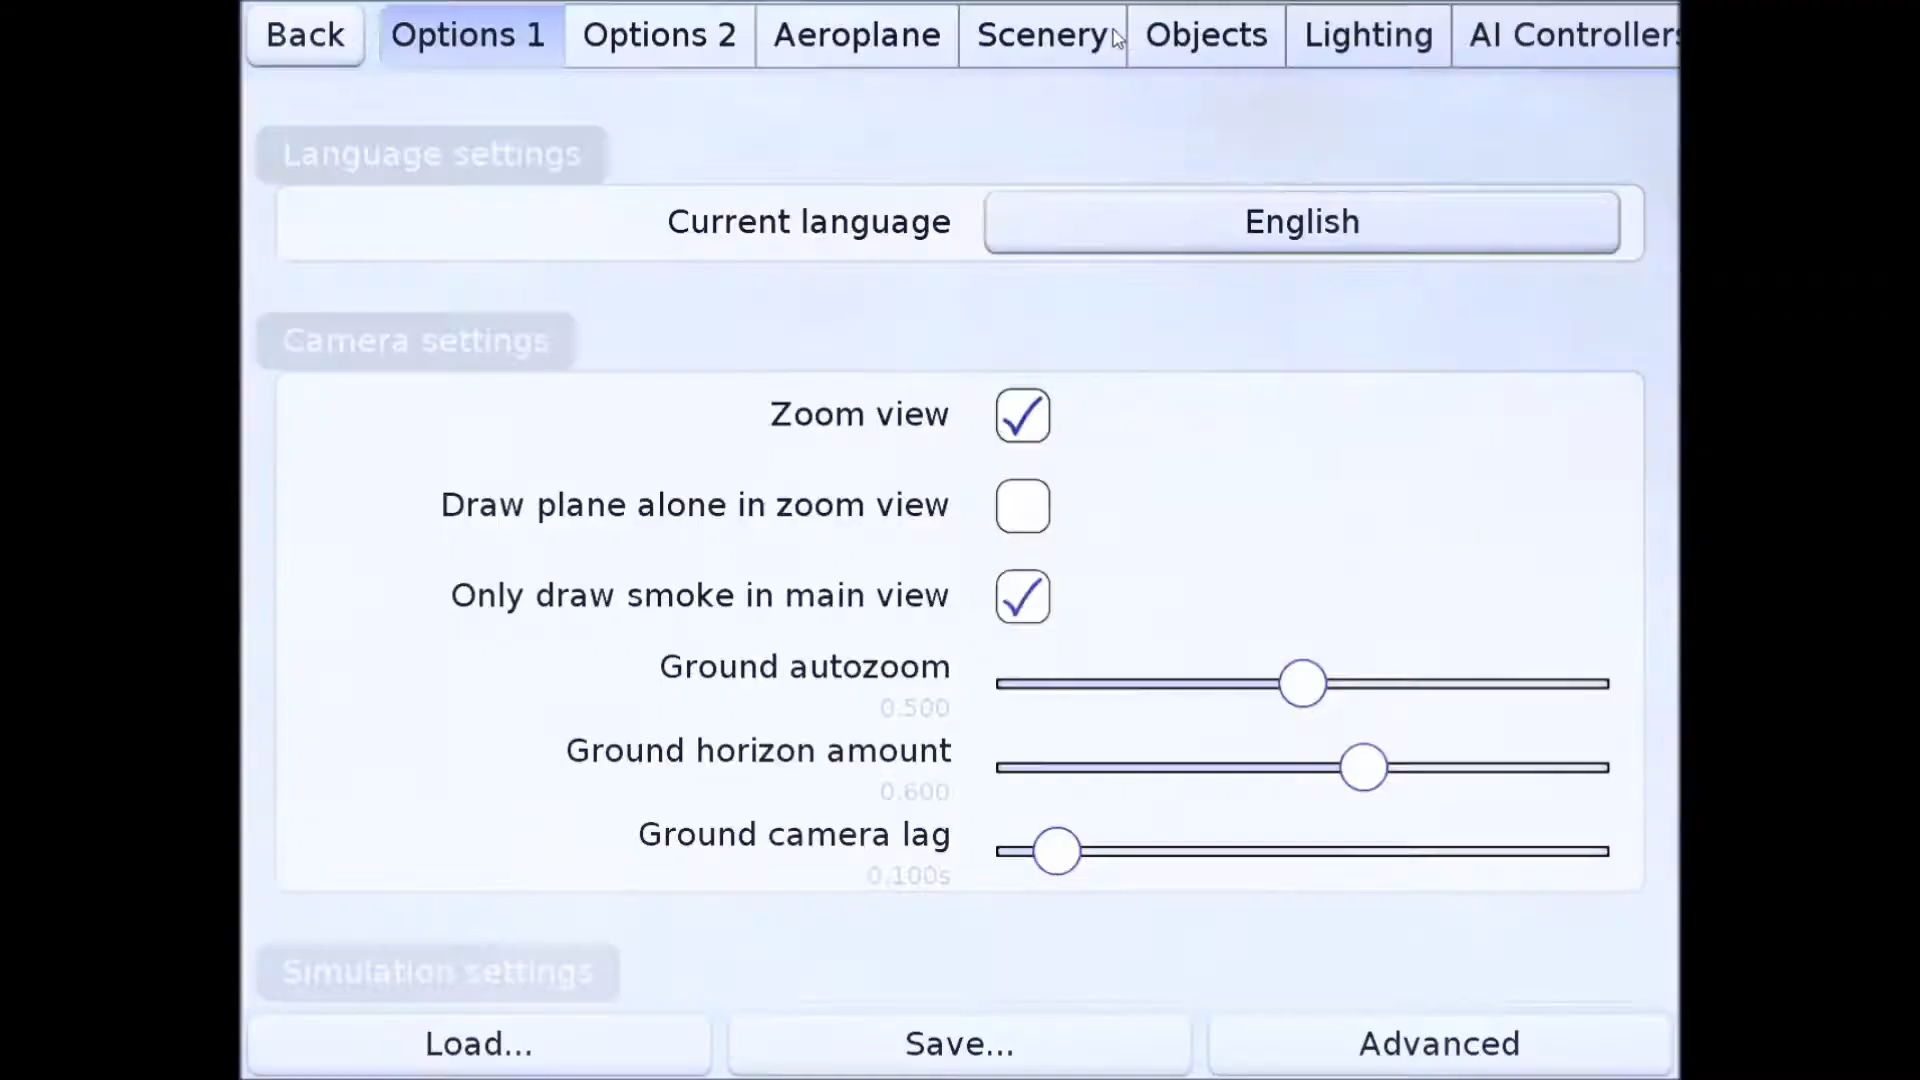 Back Options 1 Options 2 Aeroplane Scenery Objects Lighting AI Controllers
Language settings
Current language English
Camera settings
Zoom view
Draw plane alone in zoom view
Only draw smoke in main view
Ground autozoom
0.500
Ground horizon amount
0.600
Ground camera lag
0.100s
Simulation settings
Load... Save... Advanced